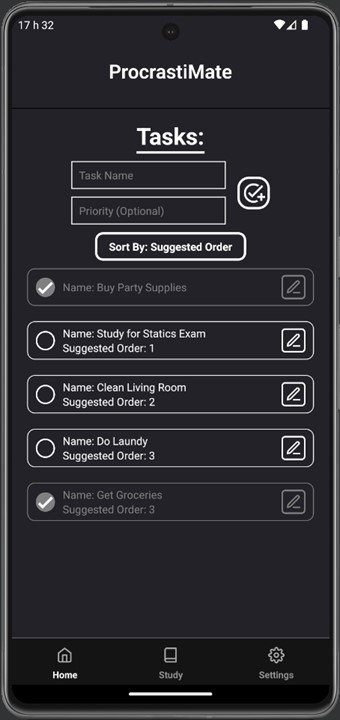 17 h 32
ProcrastiMate
Tasks:
Task Name
Priority (Optional)
Sort By: Suggested Order
Name: Buy Party Supplies
Name: Study for Statics Exam
Suggested Order: 1
Name: Clean Living Room
Suggested Order: 2
Name: Do Laundy
Suggested Order: 3
Name: Get Groceries
Suggested Order: 3
Home
Study
Settings